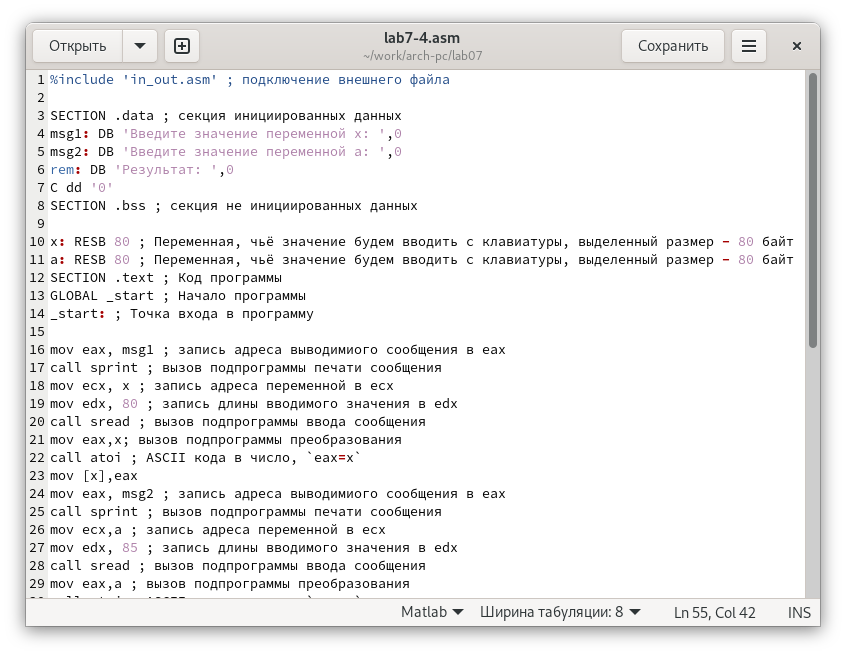 Открыть
lab7-4.asm
~/work/arch-pc/lab07
Сохранить
1 %include 'in_out.asm' ; подключение внешнего файла
2
3 SECTION .data ; секция инициированных данных
4 msg1: DB 'Введите значение переменной x: ',0
5 msg2: DB 'Введите значение переменной a: ',0
6 rem: DB 'Результат: ',0
7 C dd '0'
8 SECTION .bss ; секция не инициированных данных
9
10 x: RESB 80 ; Переменная, чьё значение будем вводить с клавиатуры, выделенный размер - 80 байт
11 a: RESB 80 ; Переменная, чьё значение будем вводить с клавиатуры, выделенный размер - 80 байт
12 SECTION .text ; Код программы
13 GLOBAL _start ; Начало программы
14 _start: ; Точка входа в программу
15
16 mov eax, msg1 ; запись адреса выводимиого сообщения в eax
17 call sprint ; вызов подпрограммы печати сообщения
18 mov ecx, x ; запись адреса переменной в ecx
19 mov edx, 80 ; запись длины вводимого значения в edx
20 call sread ; вызов подпрограммы ввода сообщения
21 mov eax,x; вызов подпрограммы преобразования
22 call atoi ; ASCII кода в число, `eax=x`
23 mov [x],eax
24 mov eax, msg2 ; запись адреса выводимиого сообщения в eax
25 call sprint ; вызов подпрограммы печати сообщения
26 mov ecx,a ; запись адреса переменной в ecx
27 mov edx, 85 ; запись длины вводимого значения в edx
28 call sread ; вызов подпрограммы ввода сообщения
29 mov eax,a ; вызов подпрограммы преобразования
Matlab Ширина табуляции: 8 Ln 55, Col 42 INS